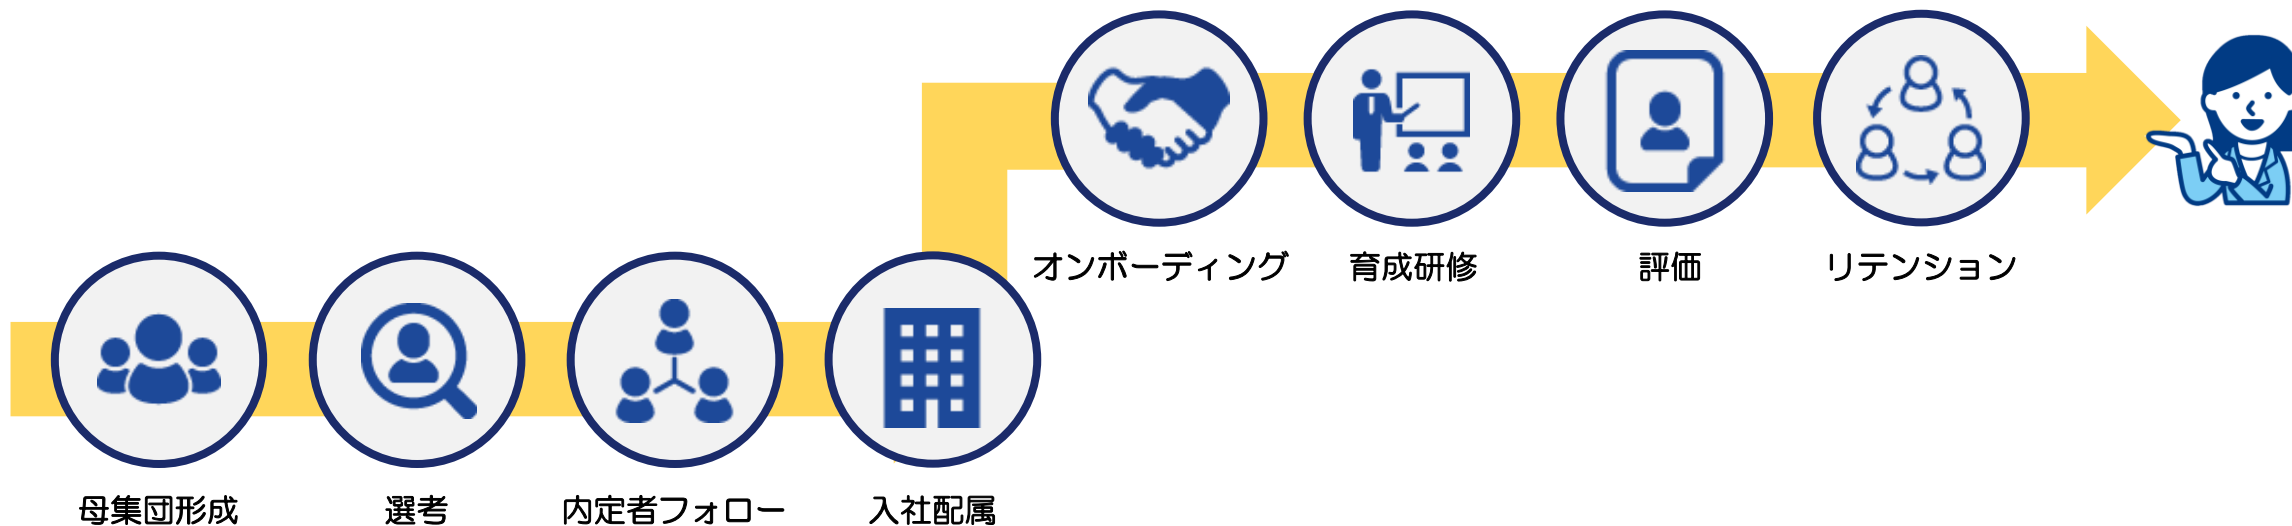 母集団形成
選考
内定者フォロー
入社配属
オンボーディング
育成研修
評価
リテンション